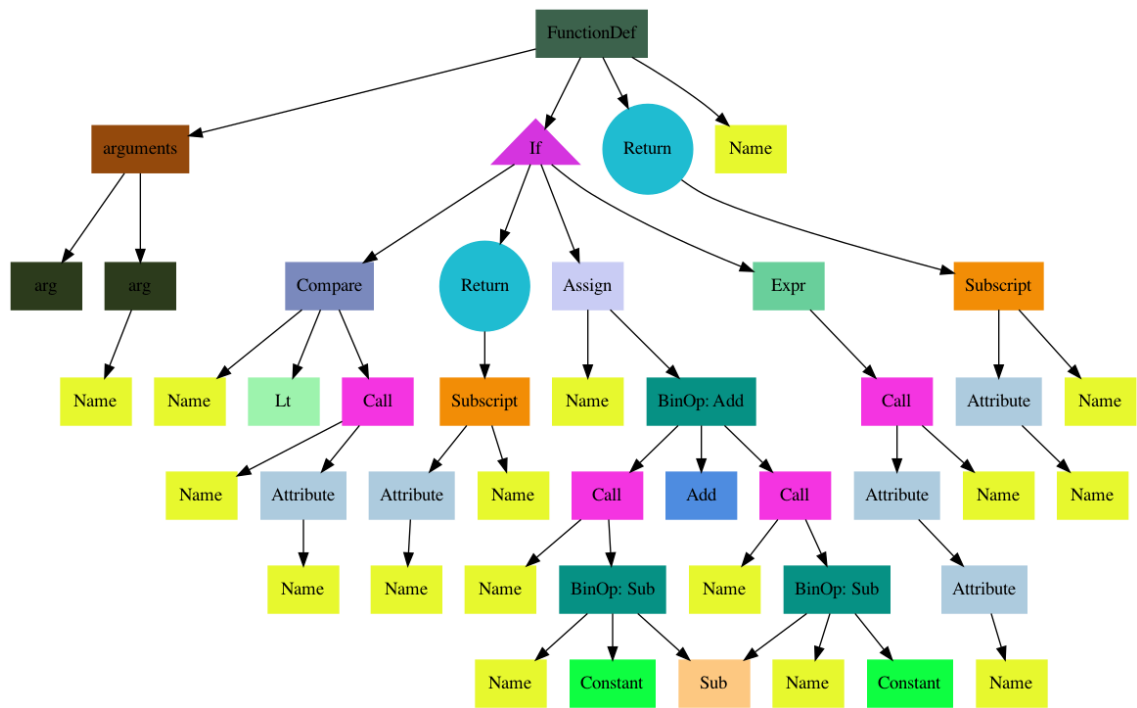 FunctionDef
arguments
If
Return
Name
arg
arg
Compare
Return
Assign
Expr
Subscript
Name
Name
Lt
Call
Subscript
Name
BinOp: Add
Call
Attribute
Name
Name
Attribute
Attribute
Name
Call
Add
Call
Attribute
Name
Name
Name
Name
Name
BinOp: Sub
Name
BinOp: Sub
Attribute
Name
Constant
Sub
Name
Constant
Name